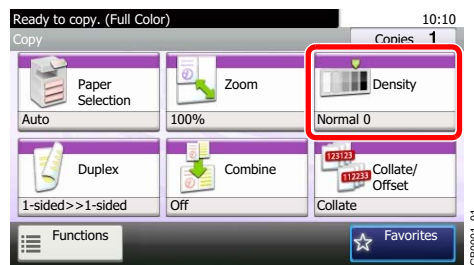 Ready to copy. (Full Color) 10:10
Copy Copies 1
Paper Selection
Auto
Zoom
100%
Density
Normal 0
Duplex
1-sided>>1-sided
Combine
Off
123123
112233
Collate/
Offset
Collate
Functions
Favorites